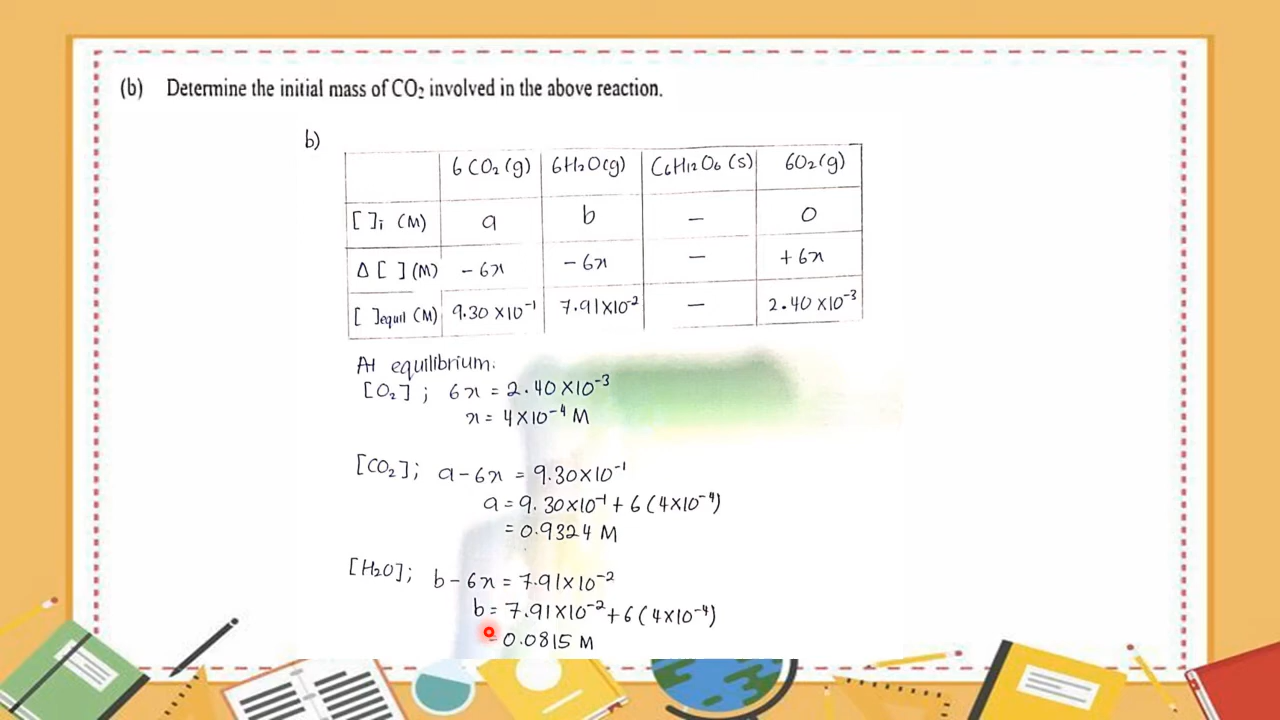 (b) Determine the initial mass of CO₂ involved in the above reaction.
b)
6CO₂(g) 6H₂O(g) C6H12O6(s) 6O₂(g)
[ ]i (M) a b – 0
Δ[ ](M) -6x -6x – +6x
[ ]equil (M) 9.30×10⁻¹ 7.91×10⁻² – 2.40×10⁻³
At equilibrium:
[O₂]; 6x = 2.40×10⁻³
x = 4×10⁻⁴ M
[CO₂]; a-6x = 9.30×10⁻¹
a = 9.30×10⁻¹ + 6(4×10⁻⁴)
= 0.9324 M
[H₂O]; b-6x = 7.91×10⁻²
b = 7.91×10⁻² + 6(4×10⁻⁴)
= 0.0815 M